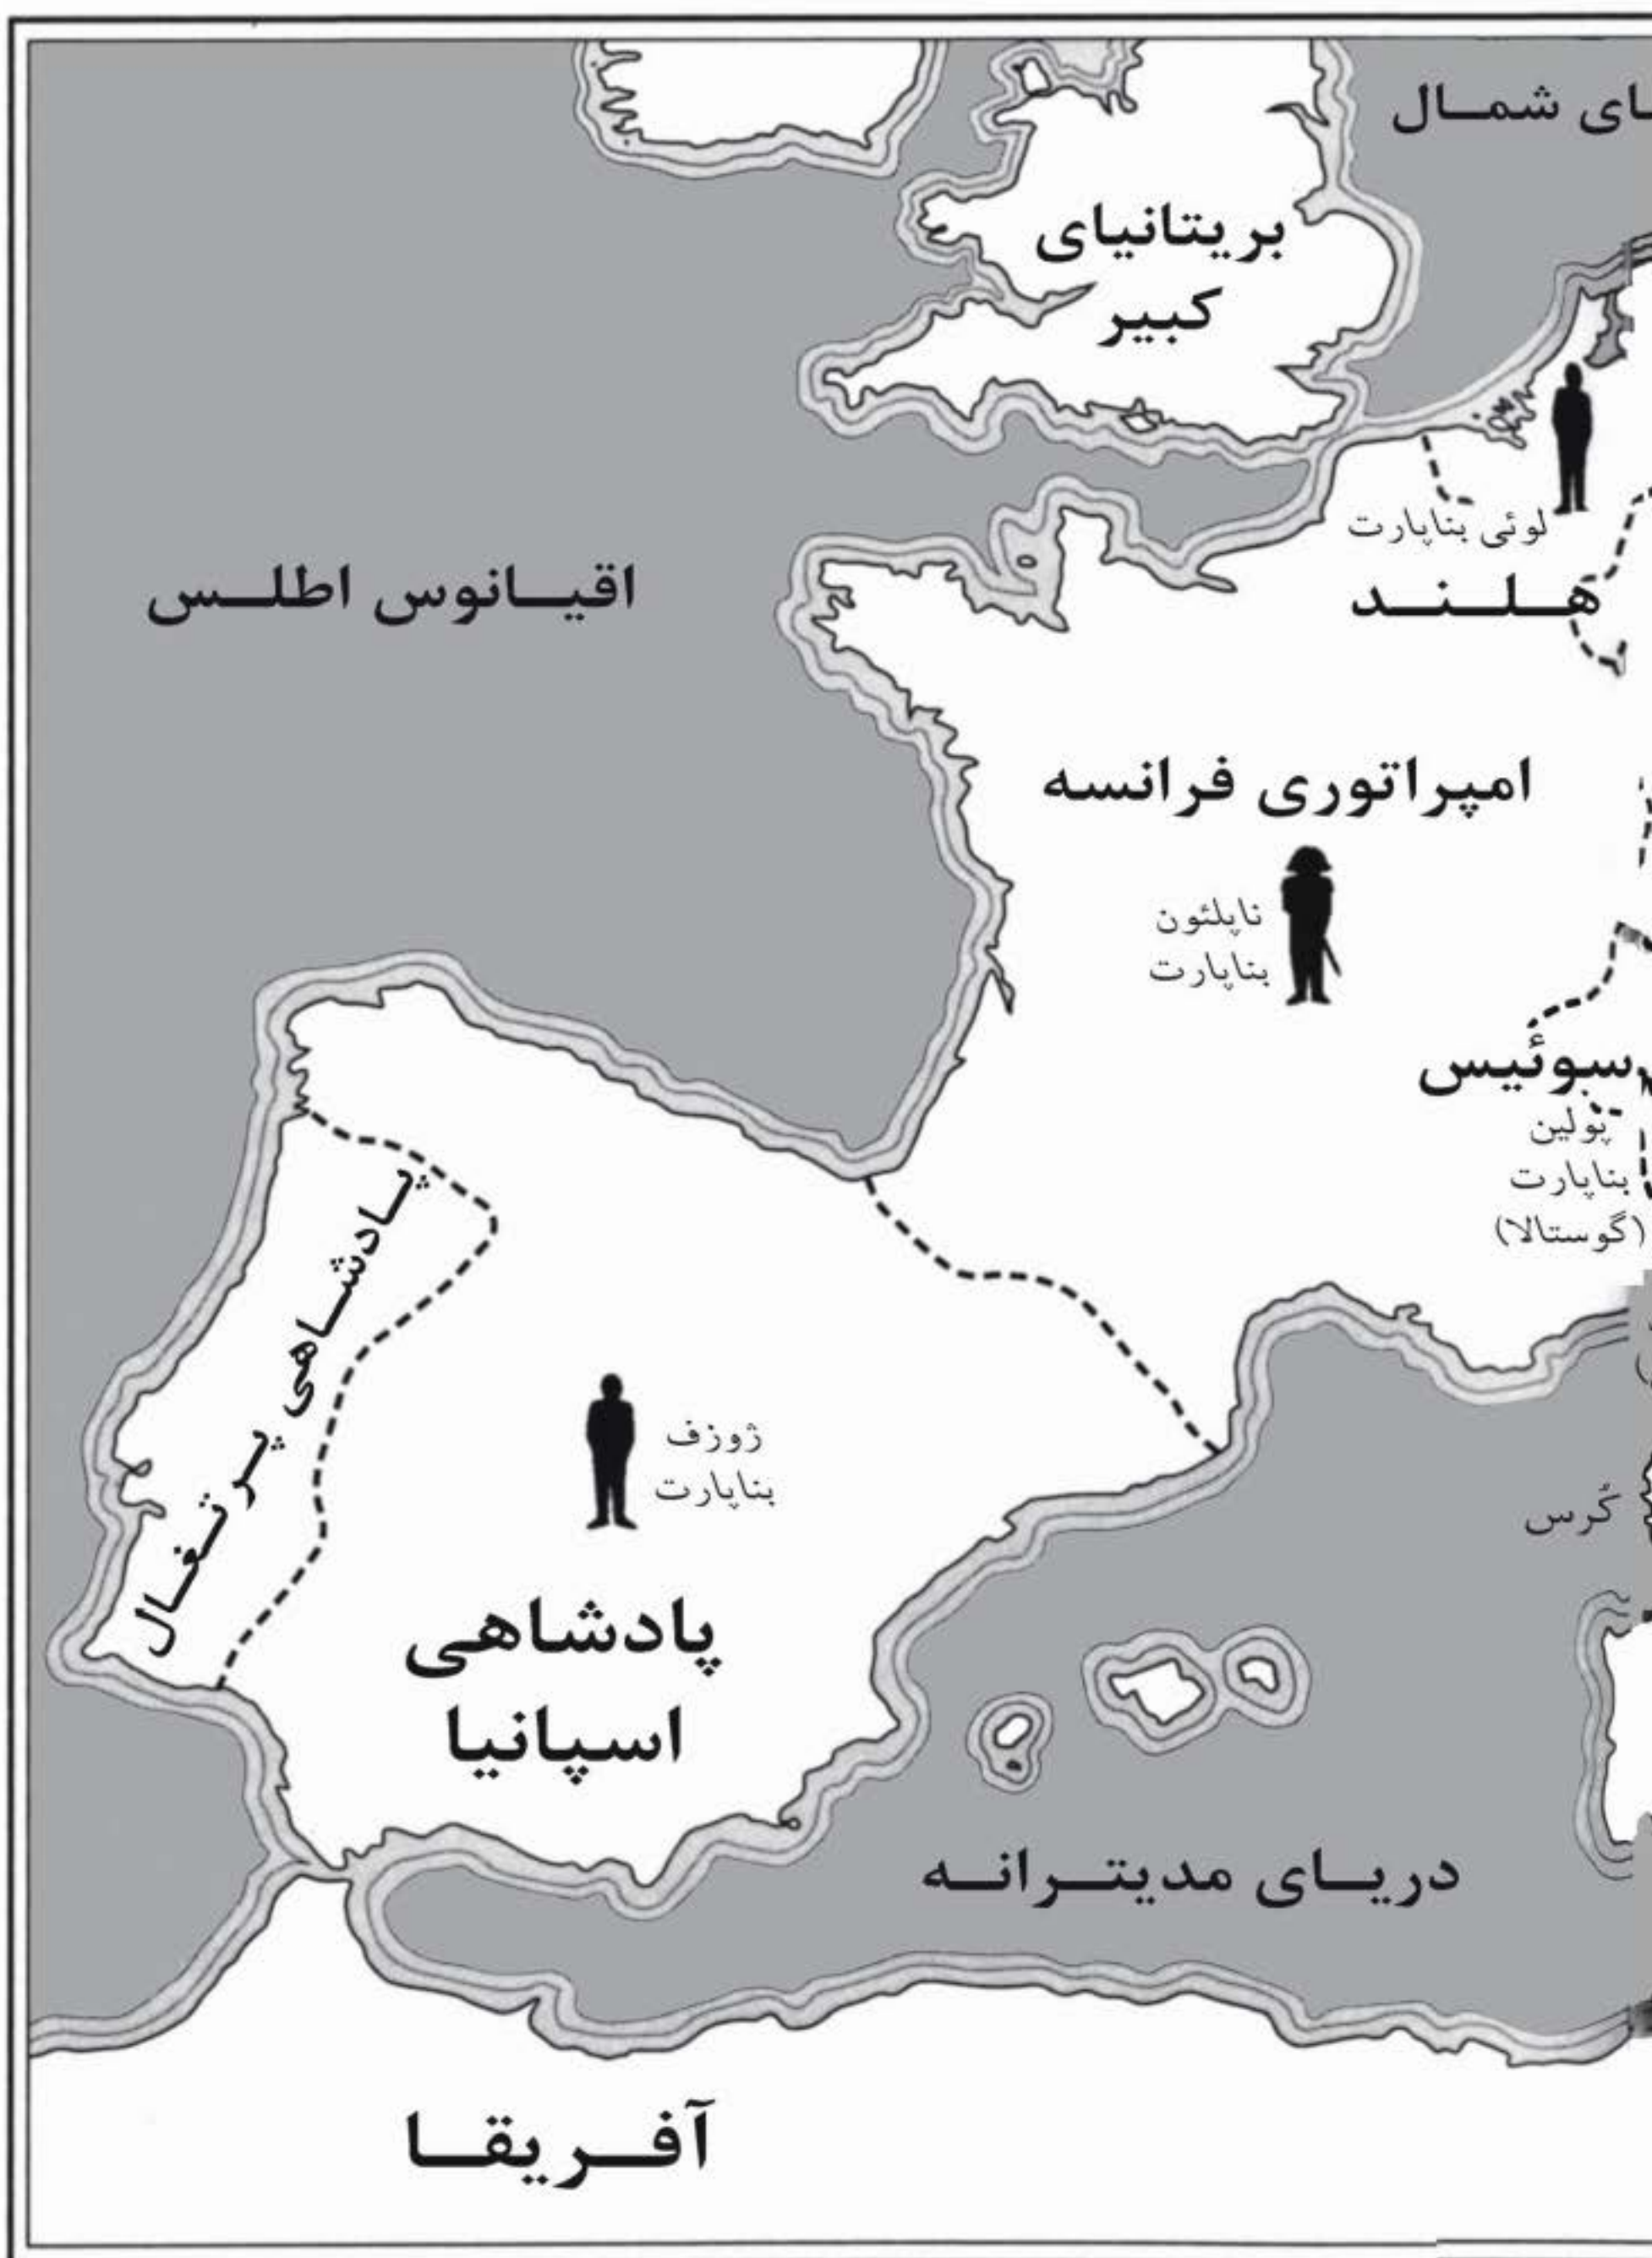 ای شمال
بریتانیای
کبیر
لوئی بناپارت
هلند
اقیانوس اطلس
امپراتوری فرانسه
ناپلئون
بناپارت
سوئیس
پولین
بناپارت
(گوستالا)
پادشاهی پرتغال
ژوزف
بناپارت
کُرس
پادشاهی
اسپانیا
دریای مدیترانه
آفریقا